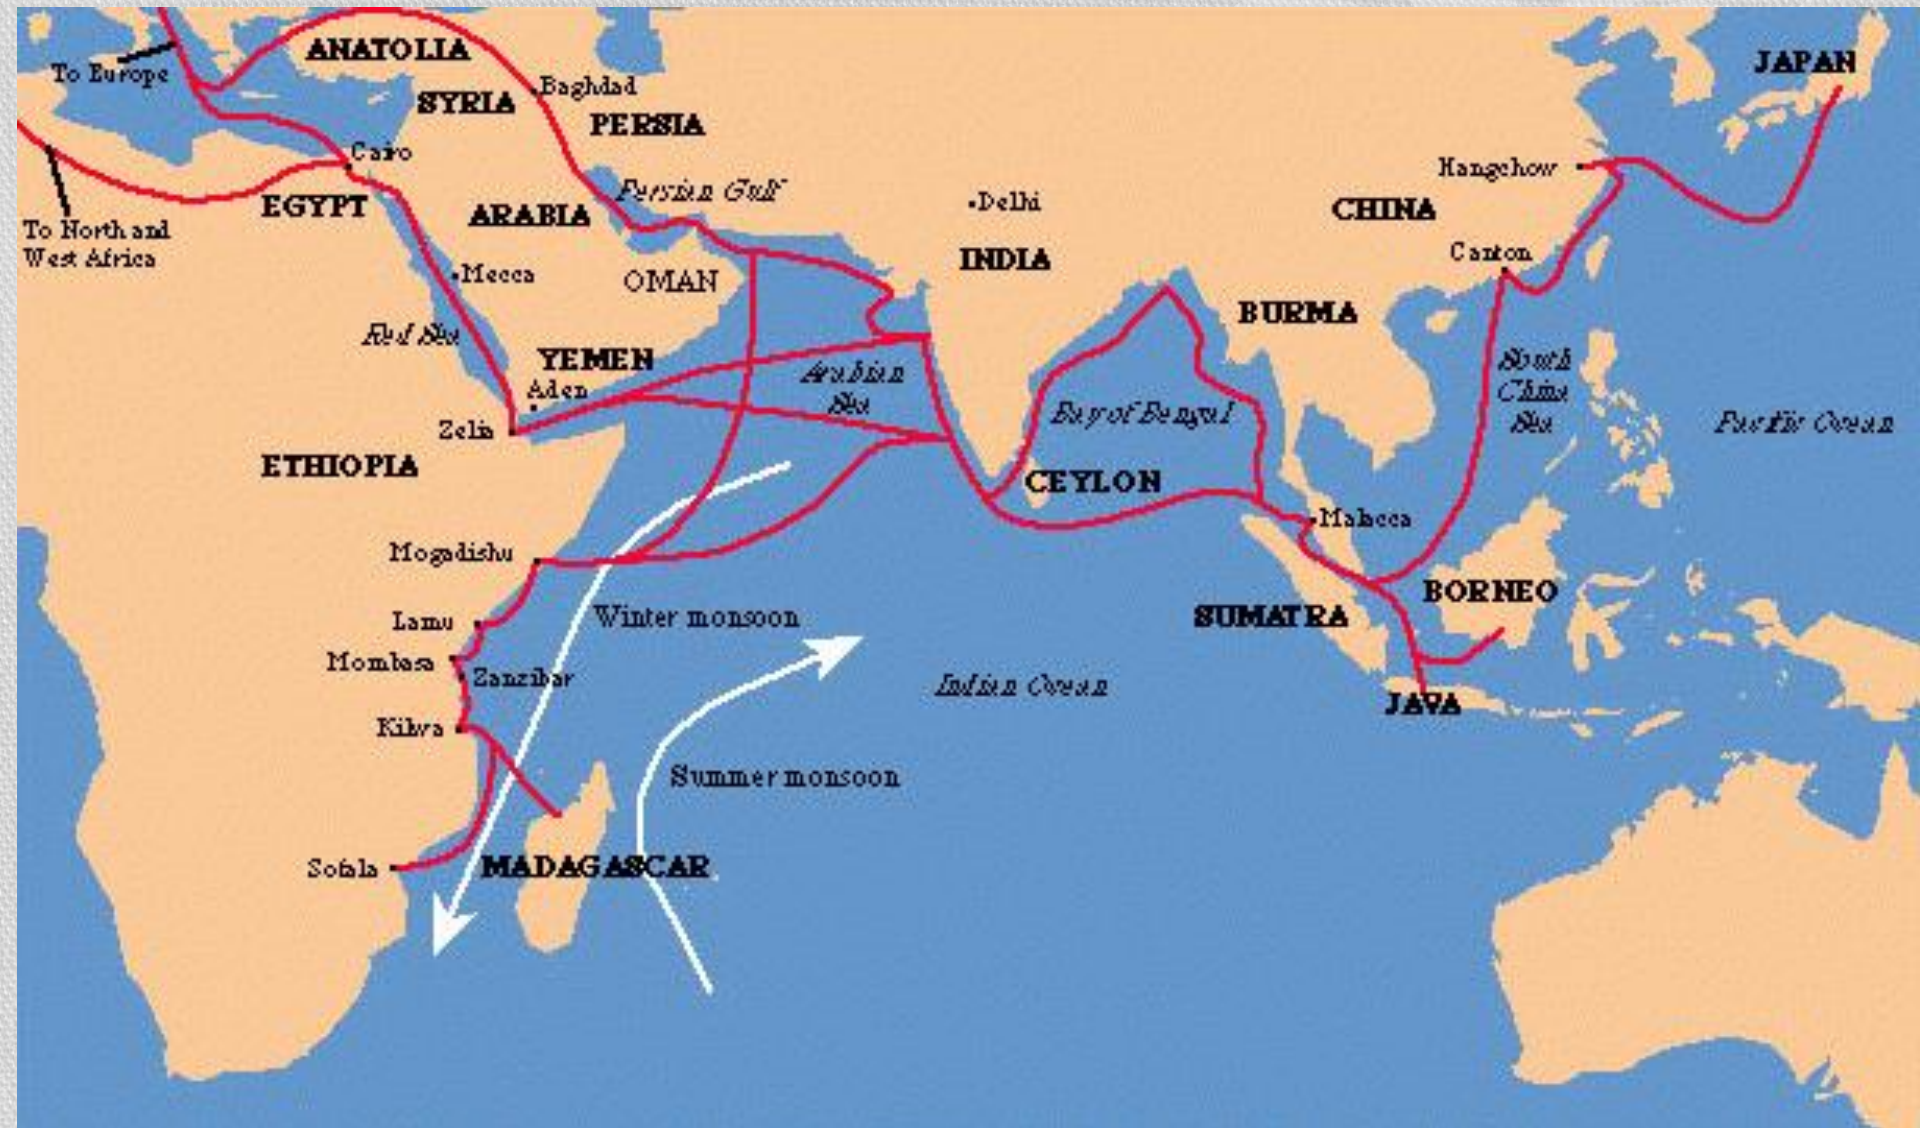 ANATOLIA
JAPAN
To Europe
Baghdad
SYRIA
PERSIA
Cairo
Hangchow
Persian Gulf
Delhi
EGYPT
ARABIA
CHINA
To North and
West Africa
Canton
INDIA
Mecca
OMAN
BURMA
Red Sea
YEMEN
South
China
Sea
Arabian
Sea
Aden
Bay of Bengal
Pacific Ocean
Zelia
ETHIOPIA
CEYLON
Malacca
Mogadishu
BORNEO
Lamu
Winter monsoon
SUMATRA
Mombasa
Zanzibar
Indian Ocean
JAVA
Kilwa
Summer monsoon
Sofala
MADAGASCAR